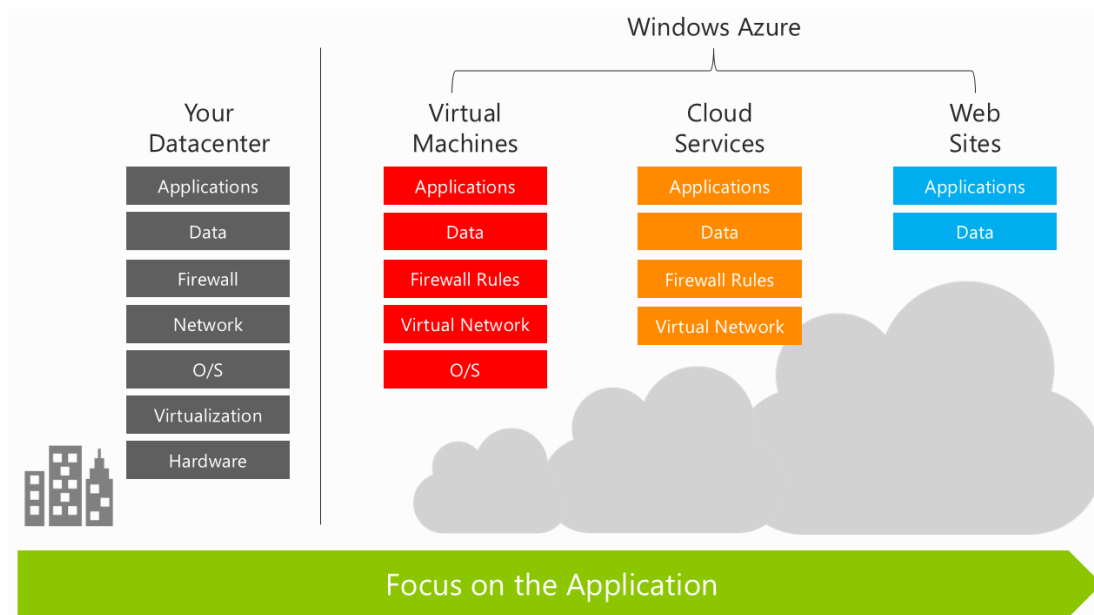 Windows Azure
Your
Datacenter
Applications
Data
Firewall
Network
O/S
Virtualization
Hardware
Virtual
Machines
Applications
Data
Firewall Rules
Virtual Network
O/S
Cloud
Services
Applications
Data
Firewall Rules
Virtual Network
Web
Sites
Applications
Data
Focus on the Application